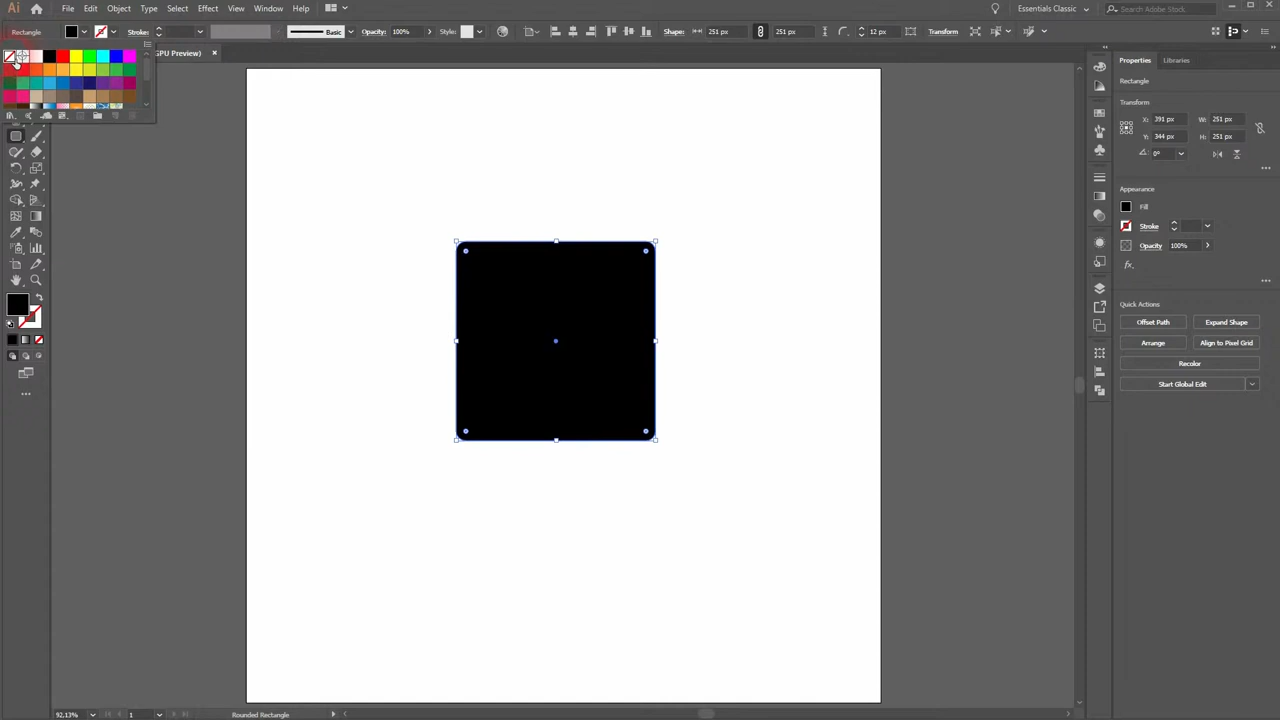 Ai File Edit Object Type Select Effect View Window Help Essentials Classic Search Adobe Stock
Rectangle Stroke: Basic Opacity: 100% Style: Shape: 251 px 251 px 12 px Transform
GPU Preview) ×
Properties Libraries
Rectangle
Transform
X: 391 px W: 251 px
Y: 344 px H: 251 px
0°
Appearance
Fill
Stroke
Opacity 100%
fx
Quick Actions
Offset Path Expand Shape
Arrange Align to Pixel Grid
Recolor
Start Global Edit
92,13% 1 Rounded Rectangle